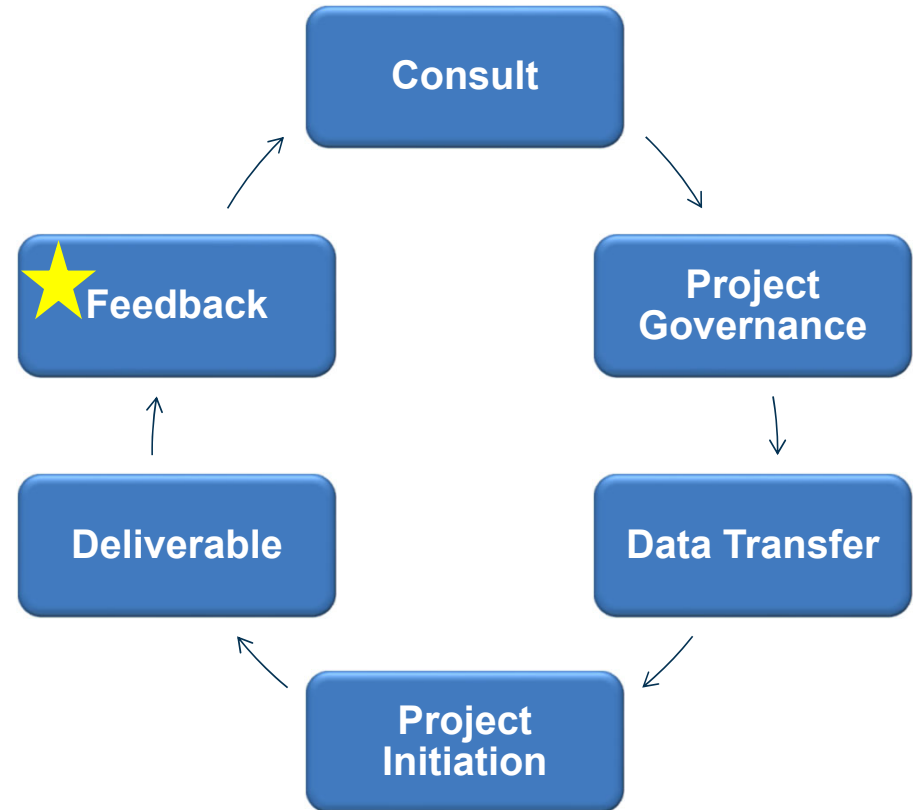 Consult
Project
Governance
Data Transfer
Project
Initiation
Deliverable
Feedback